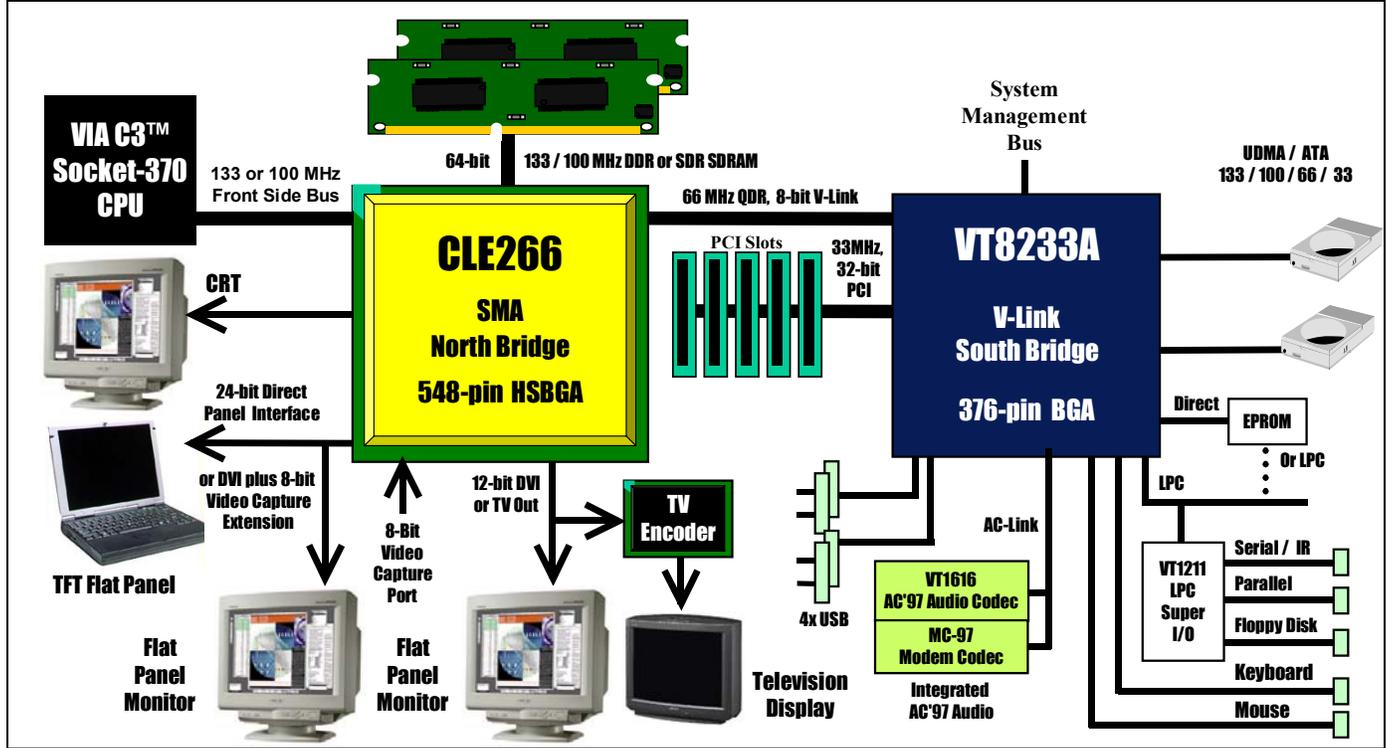 VIA C3™
Socket-370
CPU
133 or 100 MHz
Front Side Bus
64-bit
133 / 100 MHz DDR or SDR SDRAM
66 MHz QDR, 8-bit V-Link
System
Management
Bus
UDMA / ATA
133 / 100 / 66 / 33
CLE266
SMA
North Bridge
548-pin HSBGA
PCI Slots
33MHz,
32-bit
PCI
VT8233A
V-Link
South Bridge
376-pin BGA
CRT
24-bit Direct
Panel Interface
or DVI plus 8-bit
Video Capture
Extension
TFT Flat Panel
Flat
Panel
Monitor
8-Bit
Video
Capture
Port
12-bit DVI
or TV Out
Flat
Panel
Monitor
TV
Encoder
Television
Display
4x USB
AC-Link
VT1616
AC'97 Audio Codec
MC-97
Modem Codec
Integrated
AC'97 Audio
Direct
EPROM
Or LPC
LPC
VT1211
LPC
Super
I/O
Serial / IR
Parallel
Floppy Disk
Keyboard
Mouse